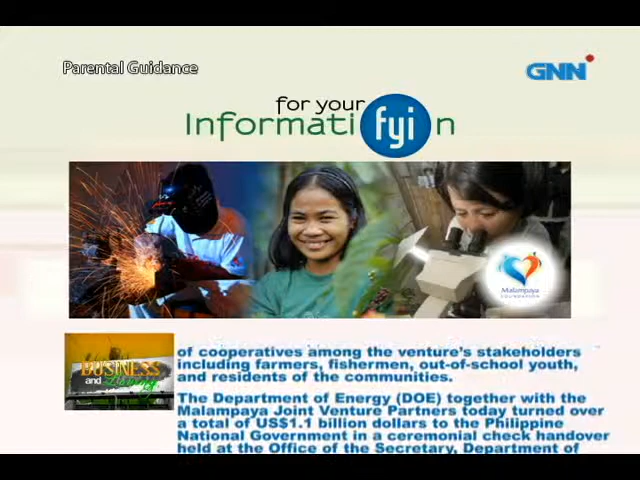 Parental Guidance
GNN
for your
Informati fyi n
Malampaya
FOUNDATION
BUSINESS
and Living
of cooperatives among the venture's stakeholders
including farmers, fishermen, out-of-school youth,
and residents of the communities.
The Department of Energy (DOE) together with the
Malampaya Joint Venture Partners today turned over
a total of US$1.1 billion dollars to the Philippine
National Government in a ceremonial check handover
held at the Office of the Secretary, Department of